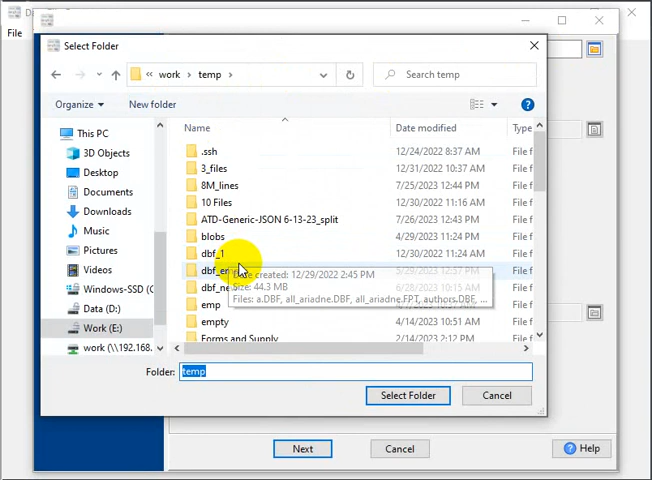 File
Select Folder
« work › temp ›
Search temp
Organize
New folder
Name
Date modified
Type
This PC
3D Objects
Desktop
Documents
Downloads
Music
Pictures
Videos
Windows-SSD (
Data (D:)
Work (E:)
work (\\192.168.
.ssh 12/24/2022 8:37 AM File f
3_files 12/31/2022 10:37 AM File f
8M_lines 7/25/2023 12:44 PM File f
10 Files 12/30/2022 11:16 AM File f
ATD-Generic-JSON 6-13-23_split 7/26/2023 12:43 PM File f
blobs 4/29/2023 11:24 PM File f
dbf_1 12/30/2022 11:24 AM File f
5/29/2023 12:57 PM File f
6/28/2023 10:15 AM File f
emp
File f
empty 4/14/2023 10:51 AM File f
Forms and Supply 2/14/2023 2:12 PM File f
Date created: 12/29/2022 2:45 PM
Size: 44.3 MB
Files: a.DBF, all_ariadne.DBF, all_ariadne.FPT, authors.DBF, ...
Folder: temp
Select Folder
Cancel
Next
Cancel
Help